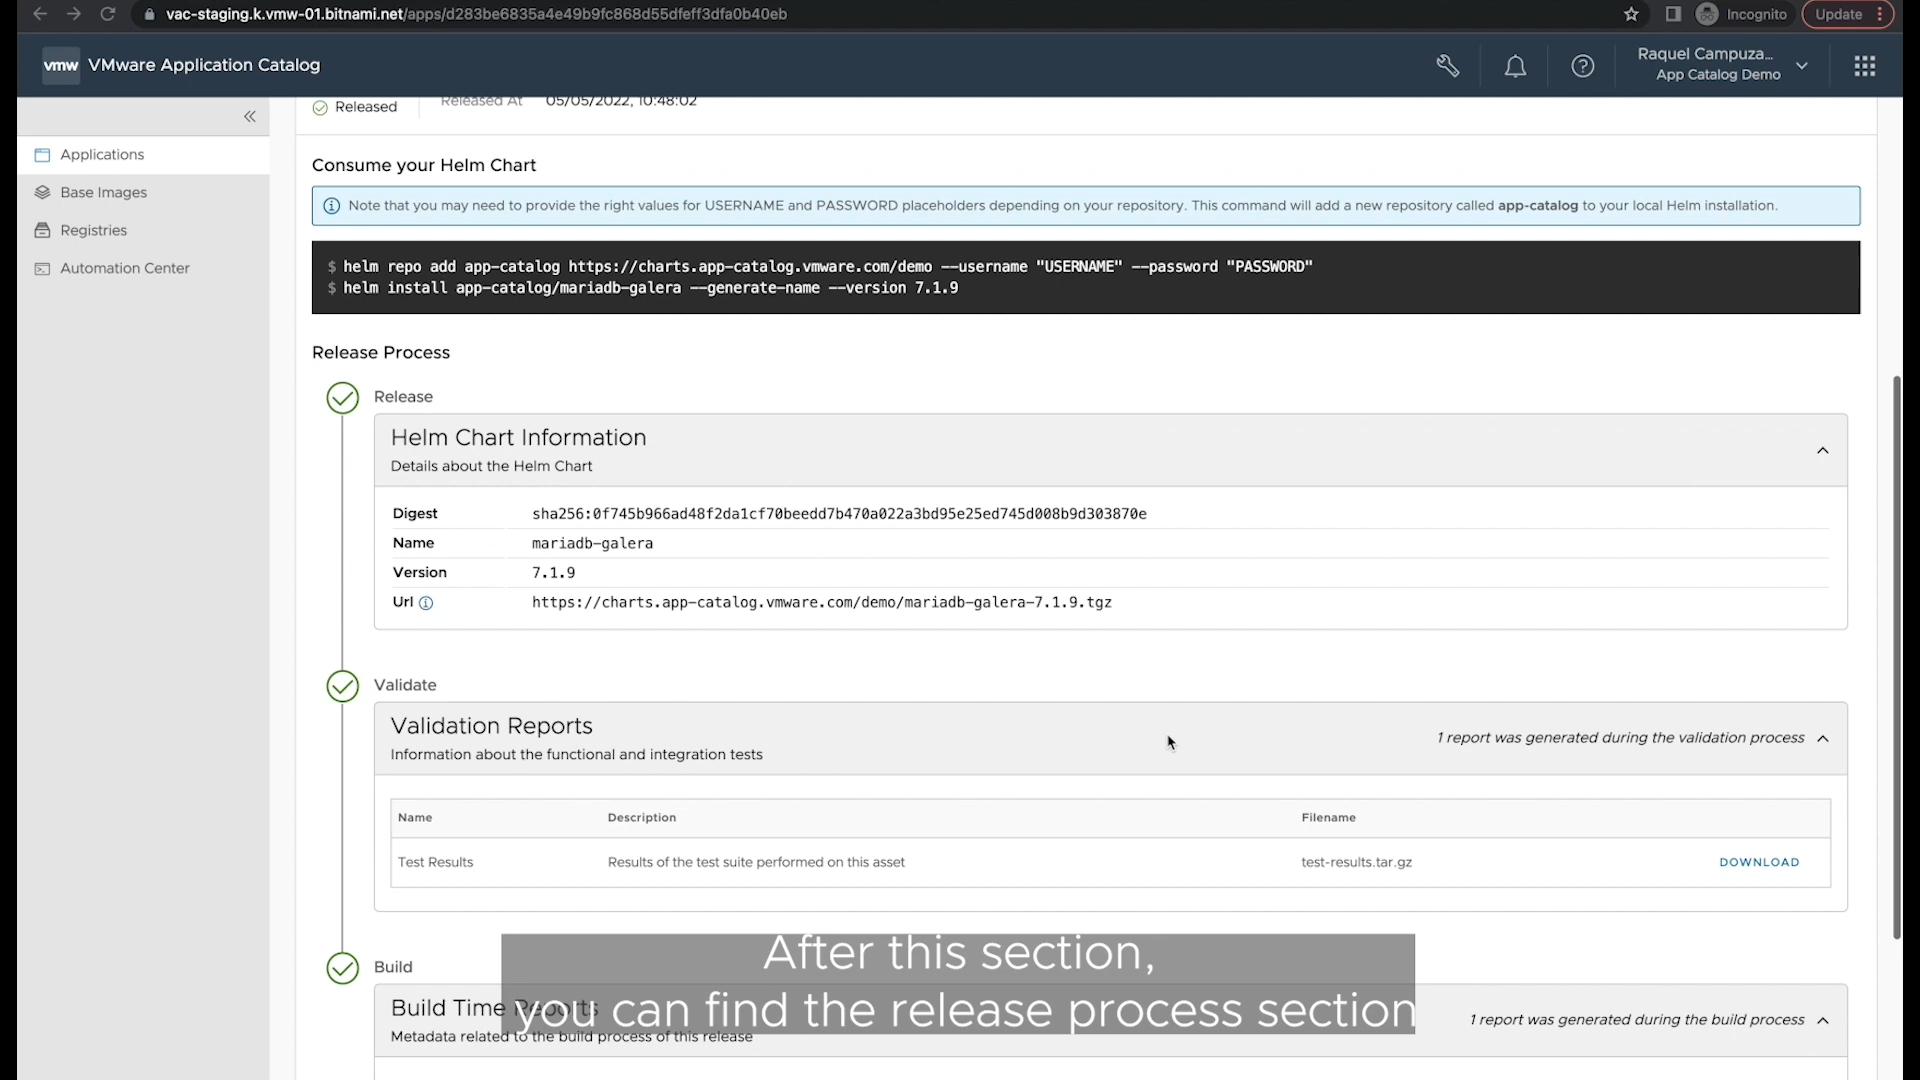 vac-staging.k.vmw-01.bitnami.net/apps/d283be6835a4e49b9fc868d55dfeff3dfa0b40eb
Incognito
Update
vmw VMware Application Catalog
Raquel Campuza...
App Catalog Demo
Released
Released At 05/05/2022, 10:48:02
Applications
Base Images
Registries
Automation Center
Consume your Helm Chart
Note that you may need to provide the right values for USERNAME and PASSWORD placeholders depending on your repository. This command will add a new repository called app-catalog to your local Helm installation.
$ helm repo add app-catalog https://charts.app-catalog.vmware.com/demo --username "USERNAME" --password "PASSWORD"
$ helm install app-catalog/mariadb-galera --generate-name --version 7.1.9
Release Process
Release
Helm Chart Information
Details about the Helm Chart
Digest sha256:0f745b966ad48f2da1cf70beedd7b470a022a3bd95e25ed745d008b9d303870e
Name mariadb-galera
Version 7.1.9
Url https://charts.app-catalog.vmware.com/demo/mariadb-galera-7.1.9.tgz
Validate
Validation Reports
Information about the functional and integration tests
1 report was generated during the validation process
Name Description Filename
Test Results Results of the test suite performed on this asset test-results.tar.gz DOWNLOAD
Build
Build Time Reports
Metadata related to the build process of this release
1 report was generated during the build process
After this section,
you can find the release process section